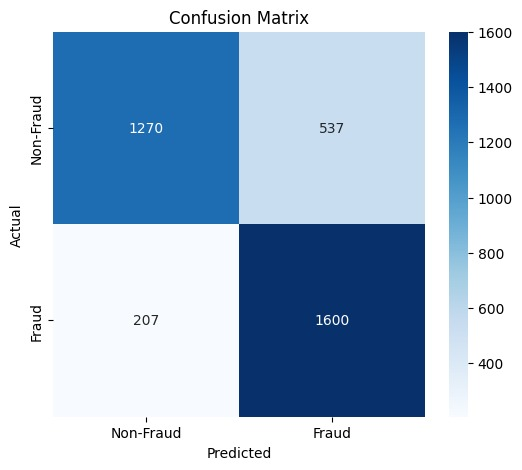 Confusion Matrix
Actual
Non-Fraud
1270
537
Fraud
207
1600
Non-Fraud
Fraud
Predicted
1600
1400
1200
1000
800
600
400